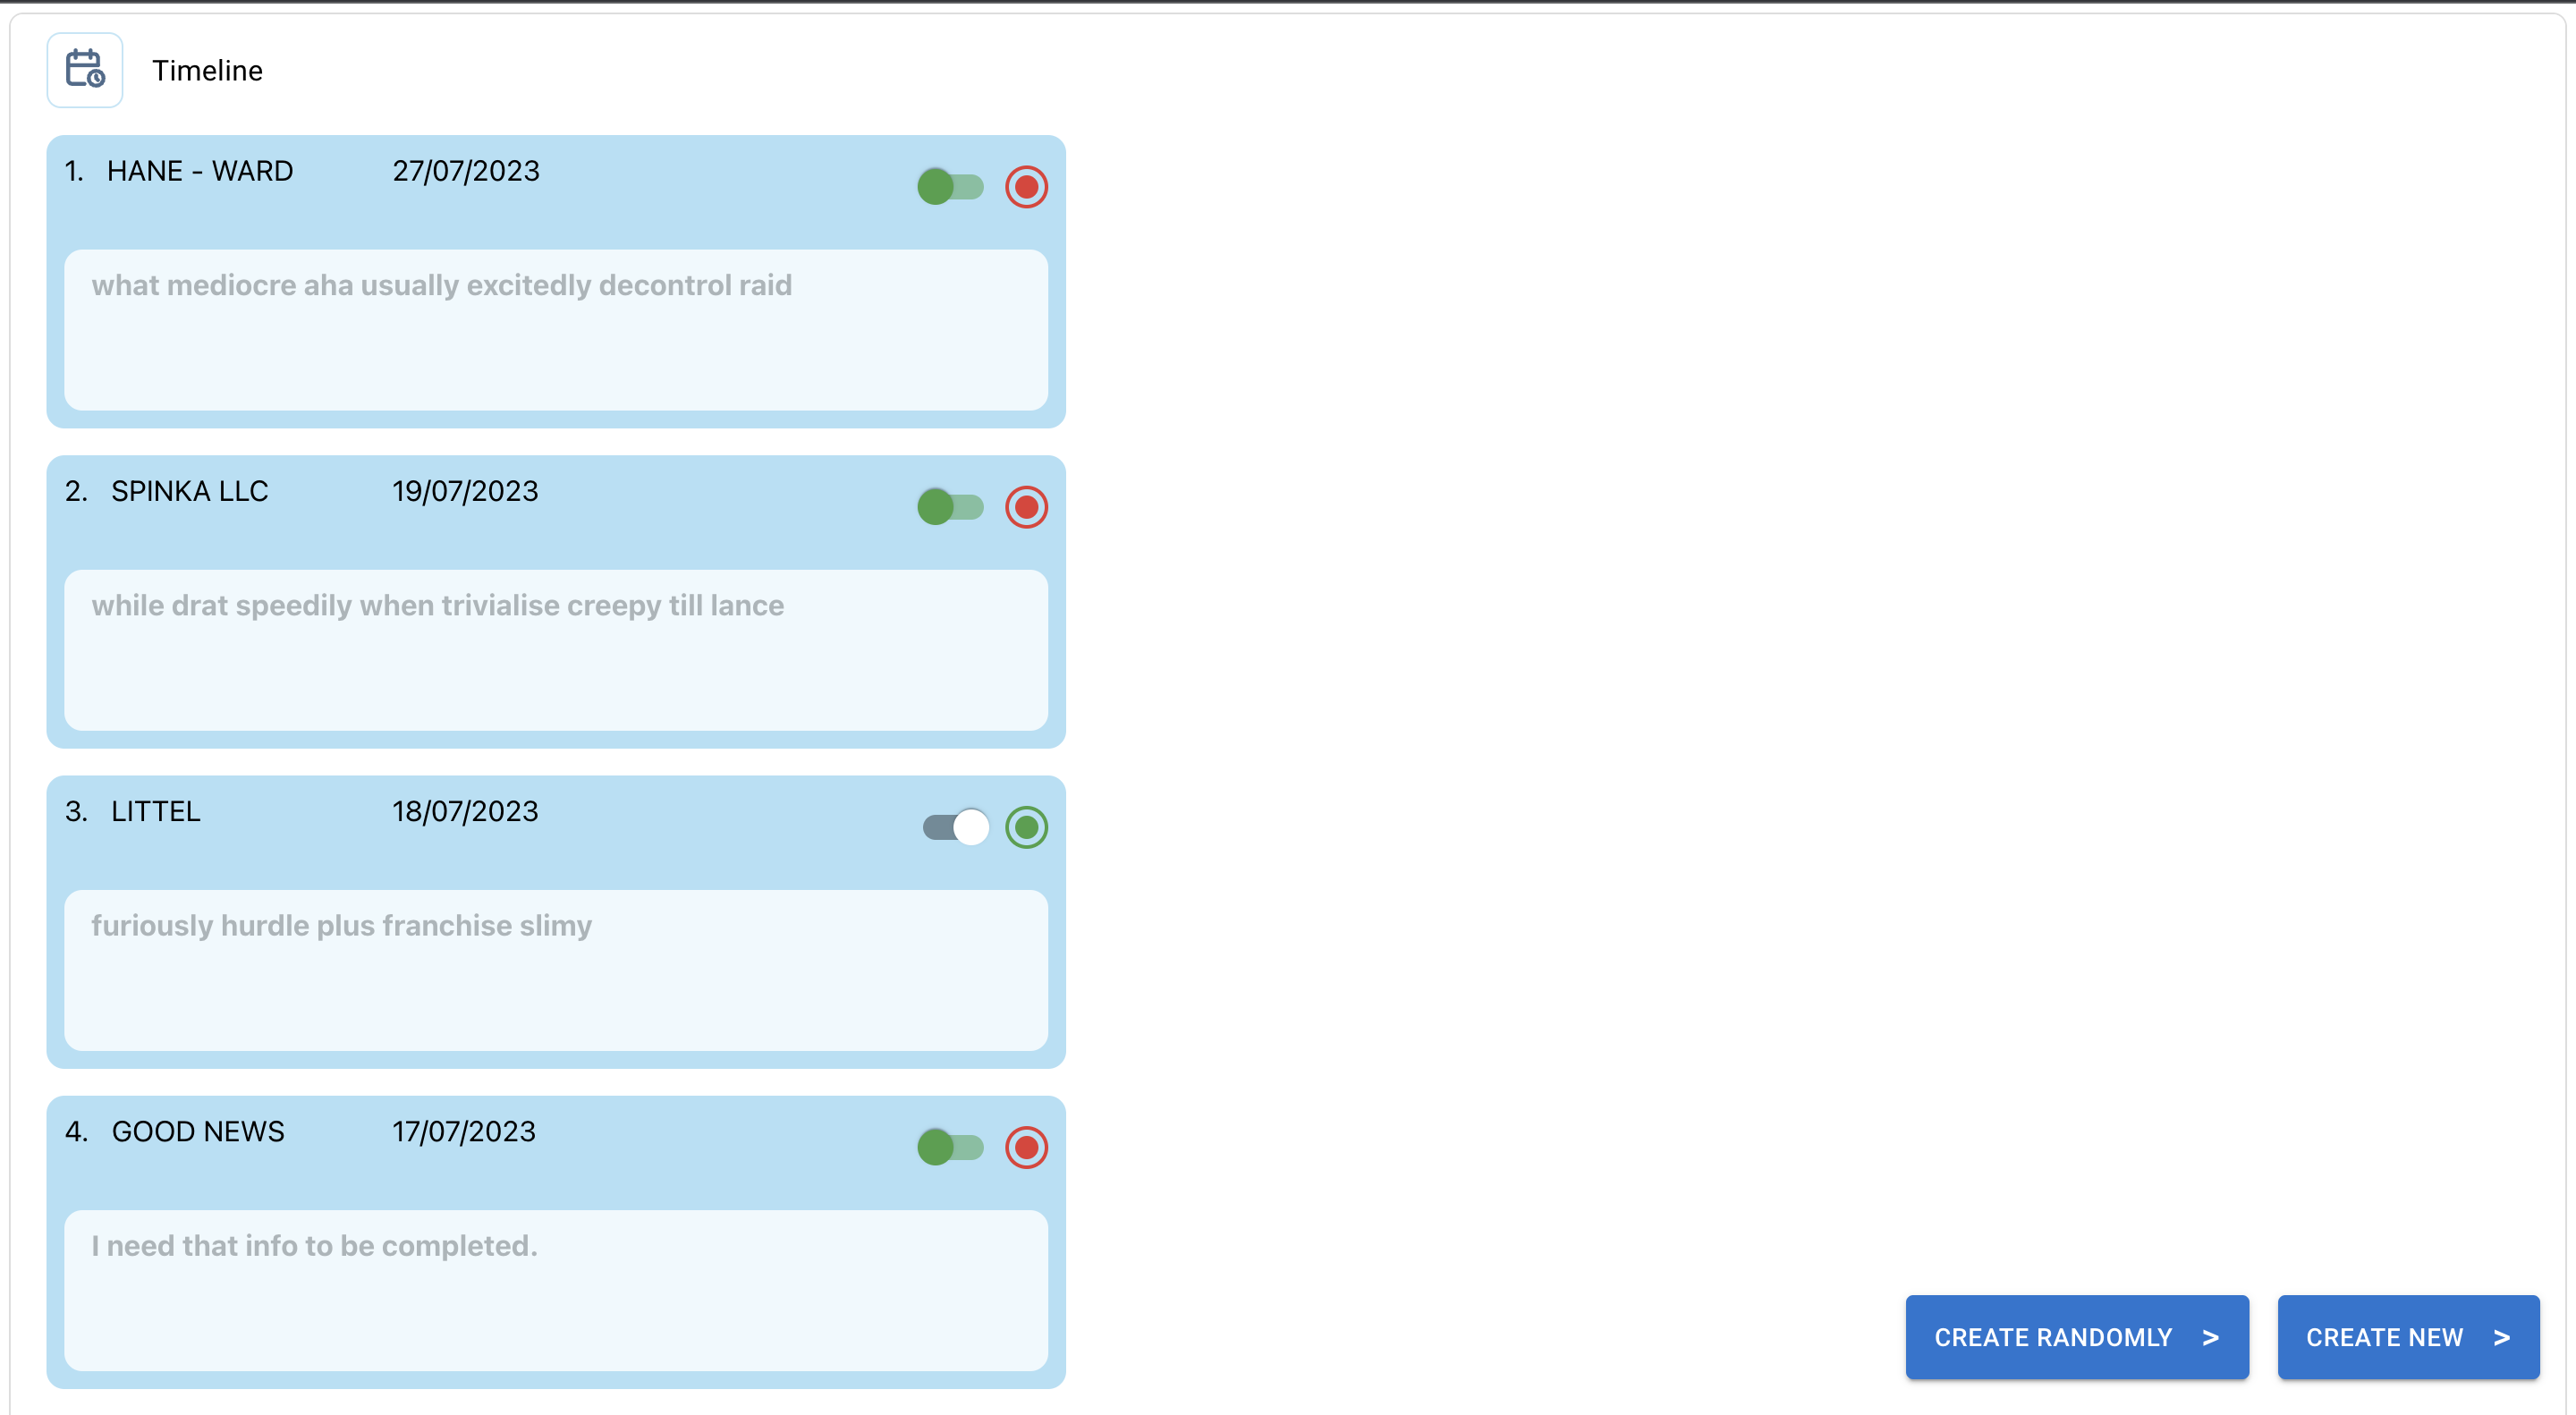 Timeline
1. HANE - WARD 27/07/2023
what mediocre aha usually excitedly decontrol raid
2. SPINKA LLC 19/07/2023
while drat speedily when trivialise creepy till lance
3. LITTEL 18/07/2023
furiously hurdle plus franchise slimy
4. GOOD NEWS 17/07/2023
I need that info to be completed.
CREATE RANDOMLY >
CREATE NEW >